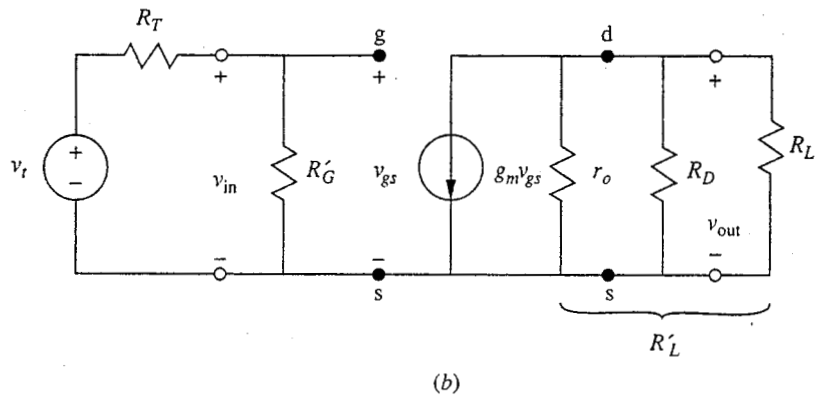 R_T
g
d
+
+
+
+
v_t
−
v_in
R′_G
v_gs
g_m v_gs
r_o
R_D
R_L
v_out
−
−
−
s
s
R′_L
(b)